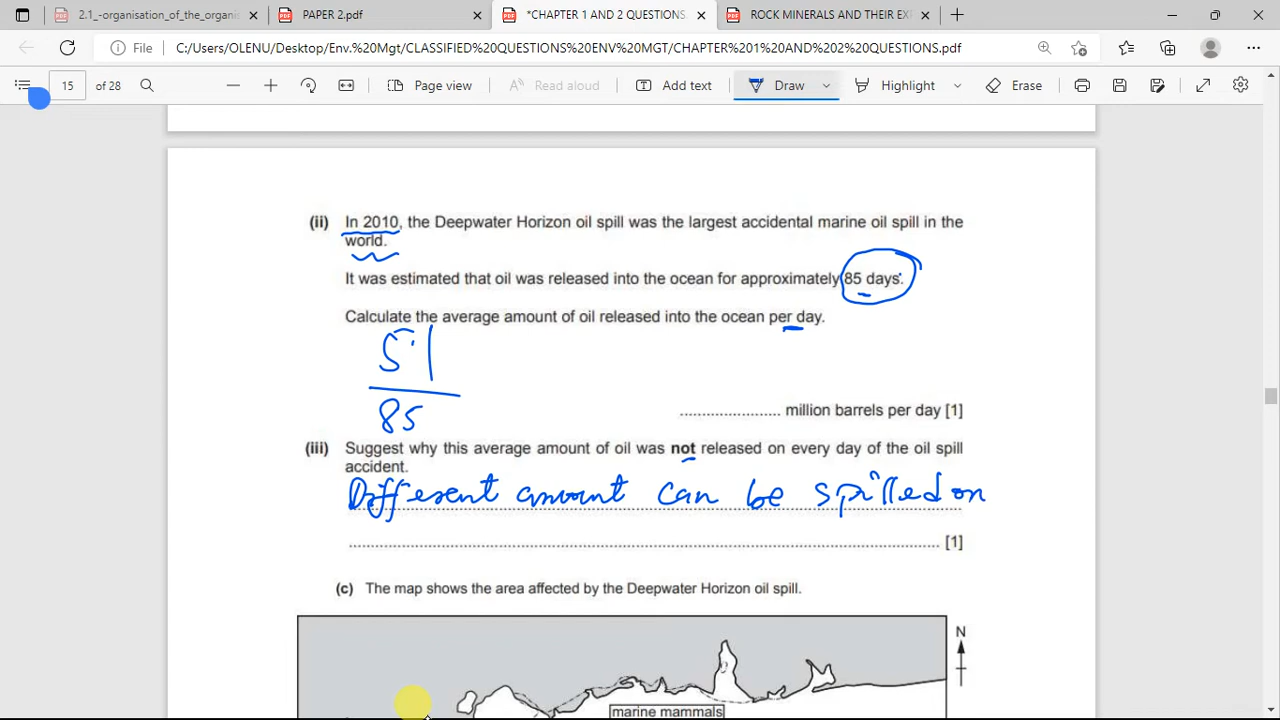 2.1_-organisation_of_the_organi
PAPER 2.pdf
*CHAPTER 1 AND 2 QUESTIONS
ROCK MINERALS AND THEIR EX
File
C:/Users/OLENU/Desktop/Env.%20Mgt/CLASSIFIED%20QUESTIONS%20ENV%20MGT/CHAPTER%201%20AND%202%20QUESTIONS.pdf
15 of 28
Page view
Read aloud
Add text
Draw
Highlight
Erase
(ii) In 2010, the Deepwater Horizon oil spill was the largest accidental marine oil spill in the
world.
It was estimated that oil was released into the ocean for approximately 85 days.
Calculate the average amount of oil released into the ocean per day.
85
...................... million barrels per day [1]
(iii) Suggest why this average amount of oil was not released on every day of the oil spill
accident.
Different amount can be spilled on
[1]
(c) The map shows the area affected by the Deepwater Horizon oil spill.
N
marine mammals